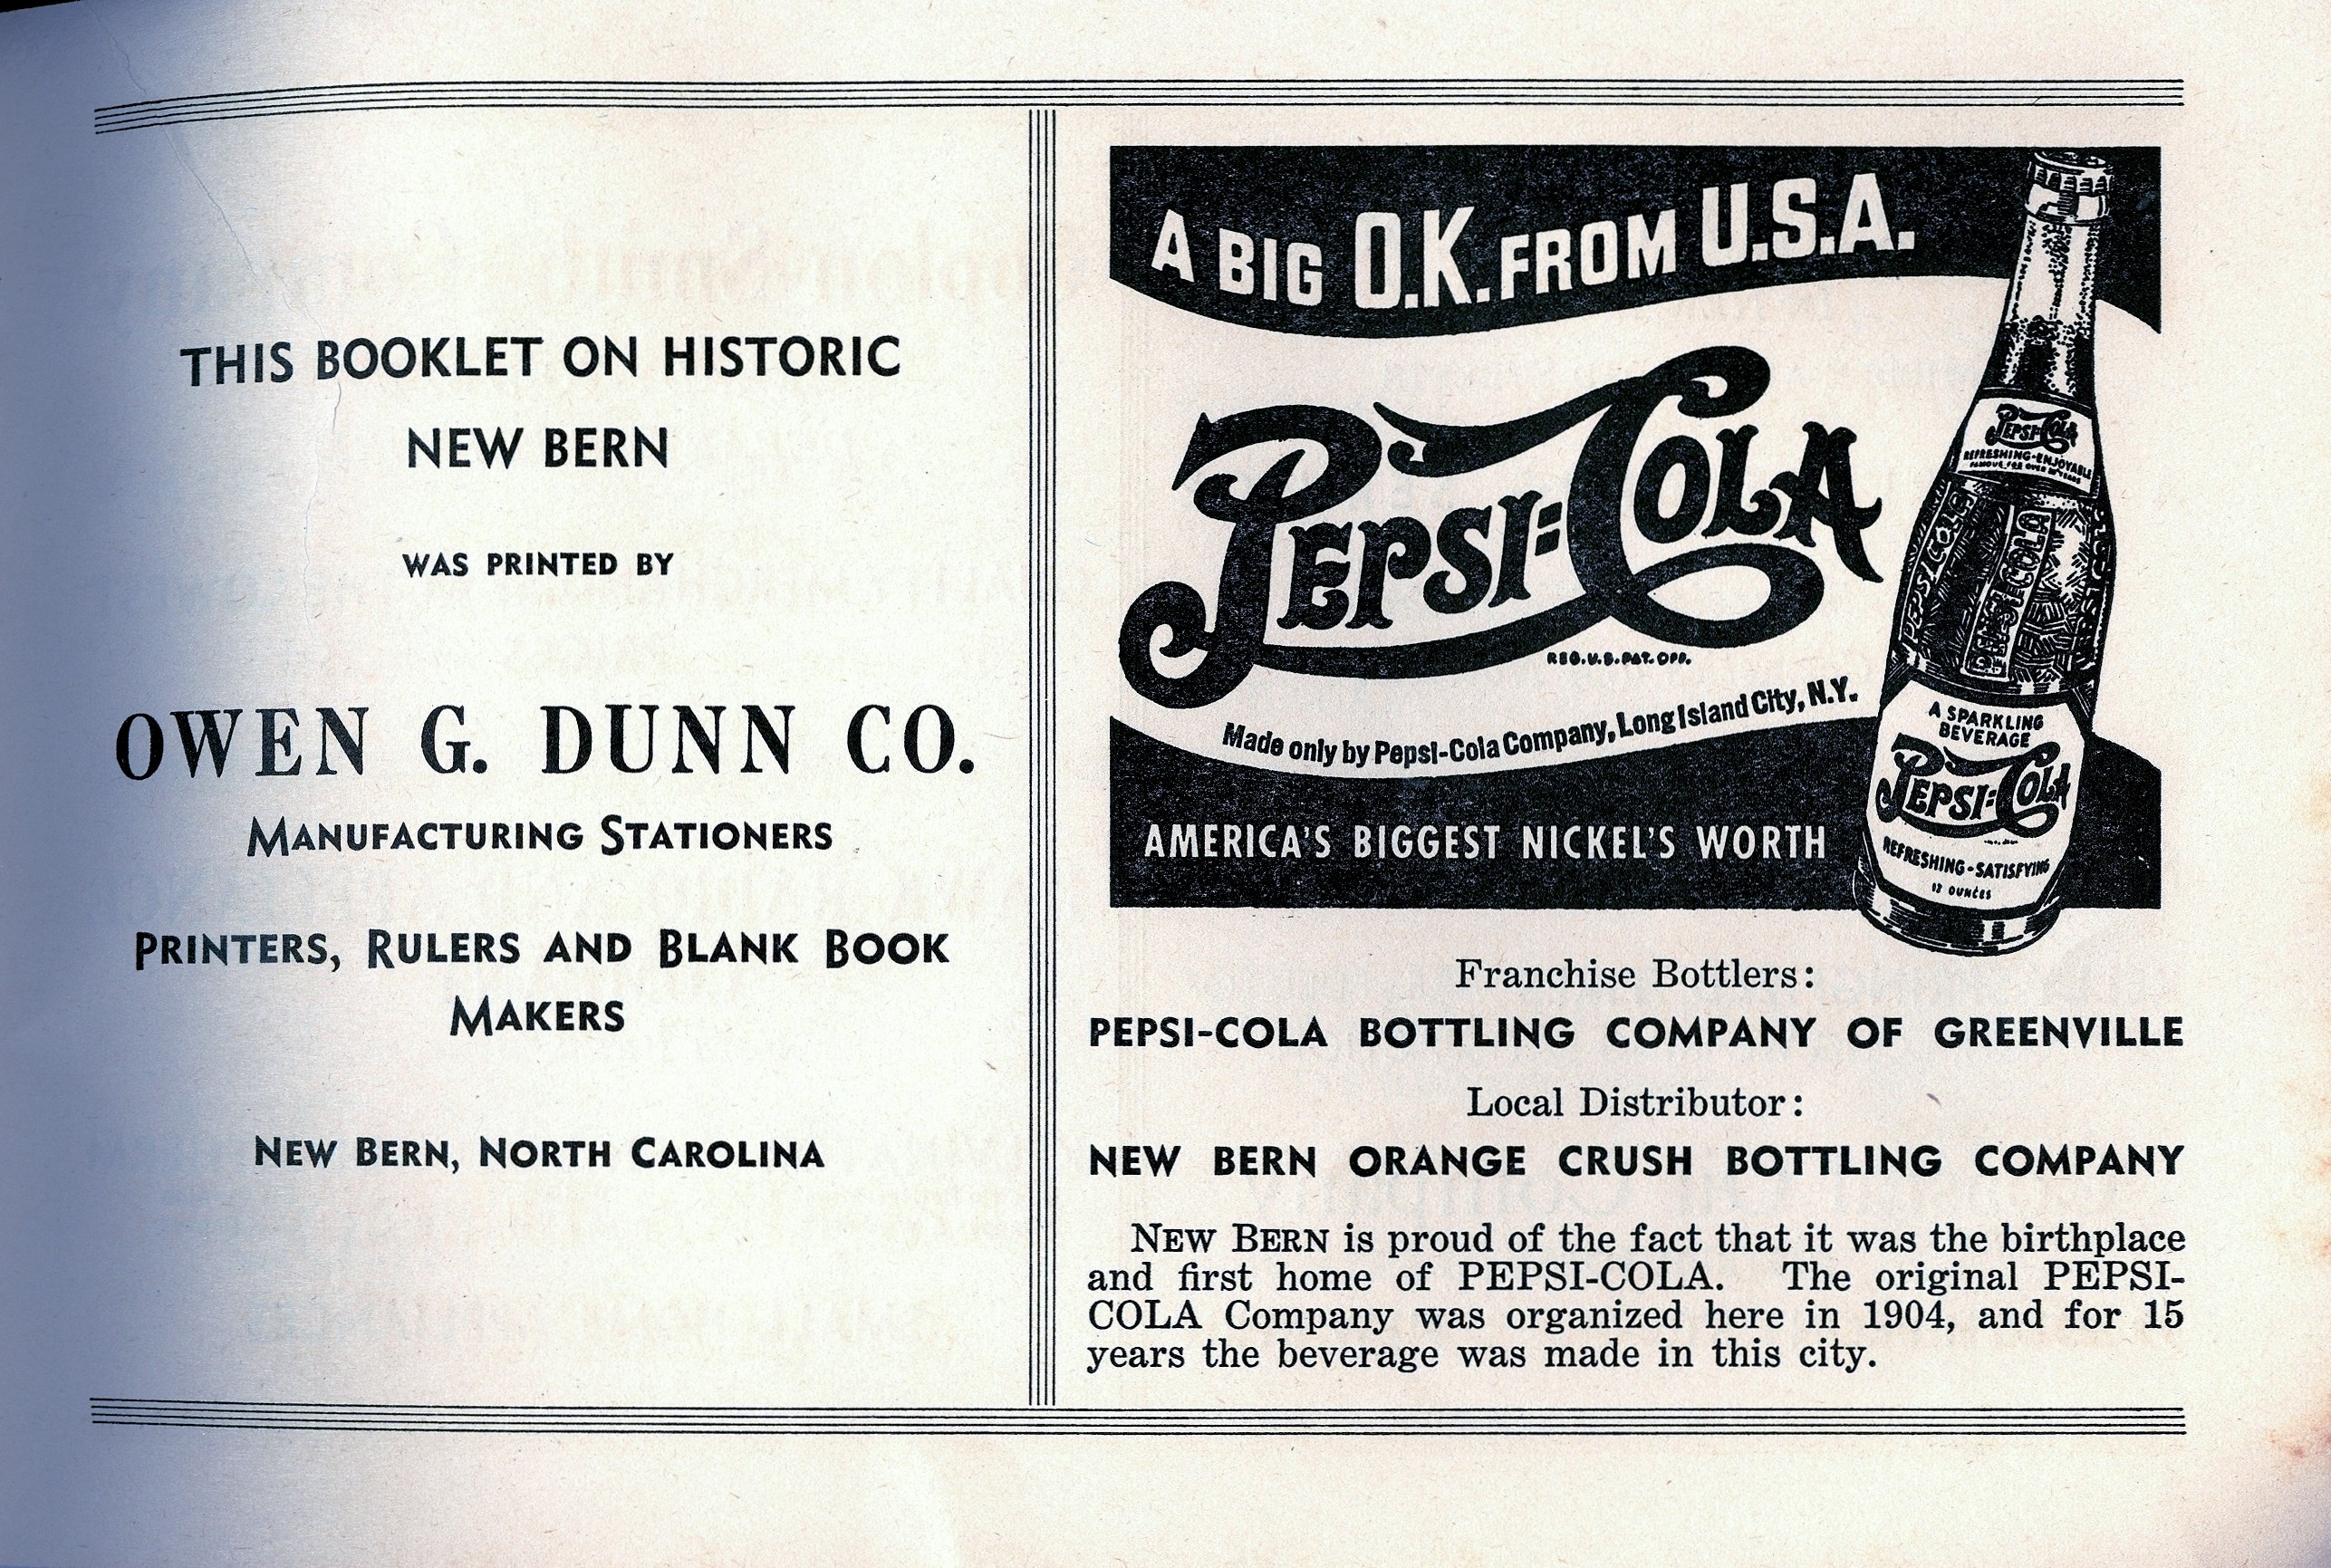 THIS BOOKLET ON HISTORIC
NEW BERN
WAS PRINTED BY
OWEN G. DUNN CO.
MANUFACTURING STATIONERS
PRINTERS, RULERS AND BLANK BOOK
MAKERS
NEW BERN, NORTH CAROLINA
A BIG O.K. FROM U.S.A.
PEPSI-COLA
REG. U.S. PAT. OFF.
Made only by Pepsi-Cola Company, Long Island City, N.Y.
AMERICA'S BIGGEST NICKEL'S WORTH
PEPSI-COLA
REFRESHING-ENJOYABLE
FAMOUS FOR OVER YEARS
PEPSI-COLA
PEPSI-COLA
A SPARKLING
BEVERAGE
PEPSI-COLA
REFRESHING-SATISFYING
12 OUNCES
Franchise Bottlers:
PEPSI-COLA BOTTLING COMPANY OF GREENVILLE
Local Distributor:
NEW BERN ORANGE CRUSH BOTTLING COMPANY
NEW BERN is proud of the fact that it was the birthplace
and first home of PEPSI-COLA. The original PEPSI-
COLA Company was organized here in 1904, and for 15
years the beverage was made in this city.